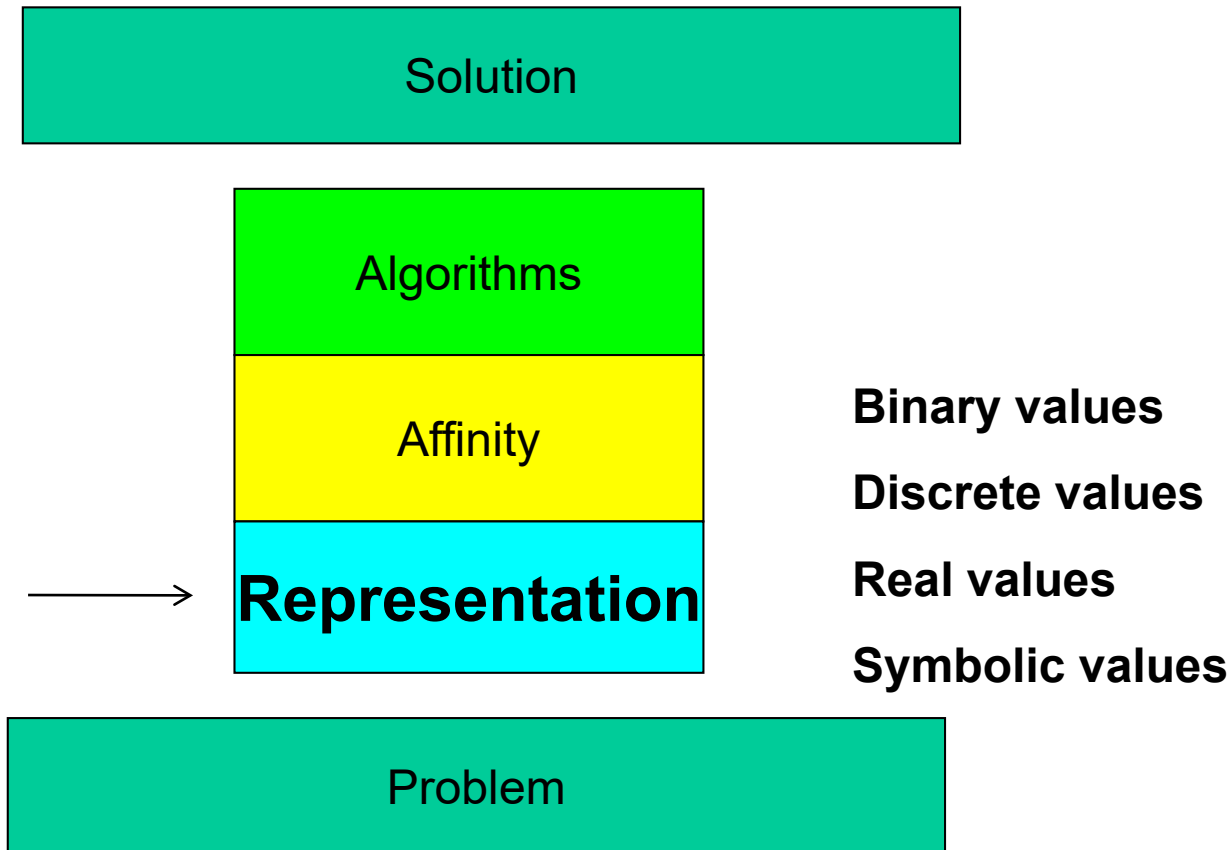 Solution
Algorithms
Affinity
Representation
Binary values
Discrete values
Real values
Symbolic values
Problem